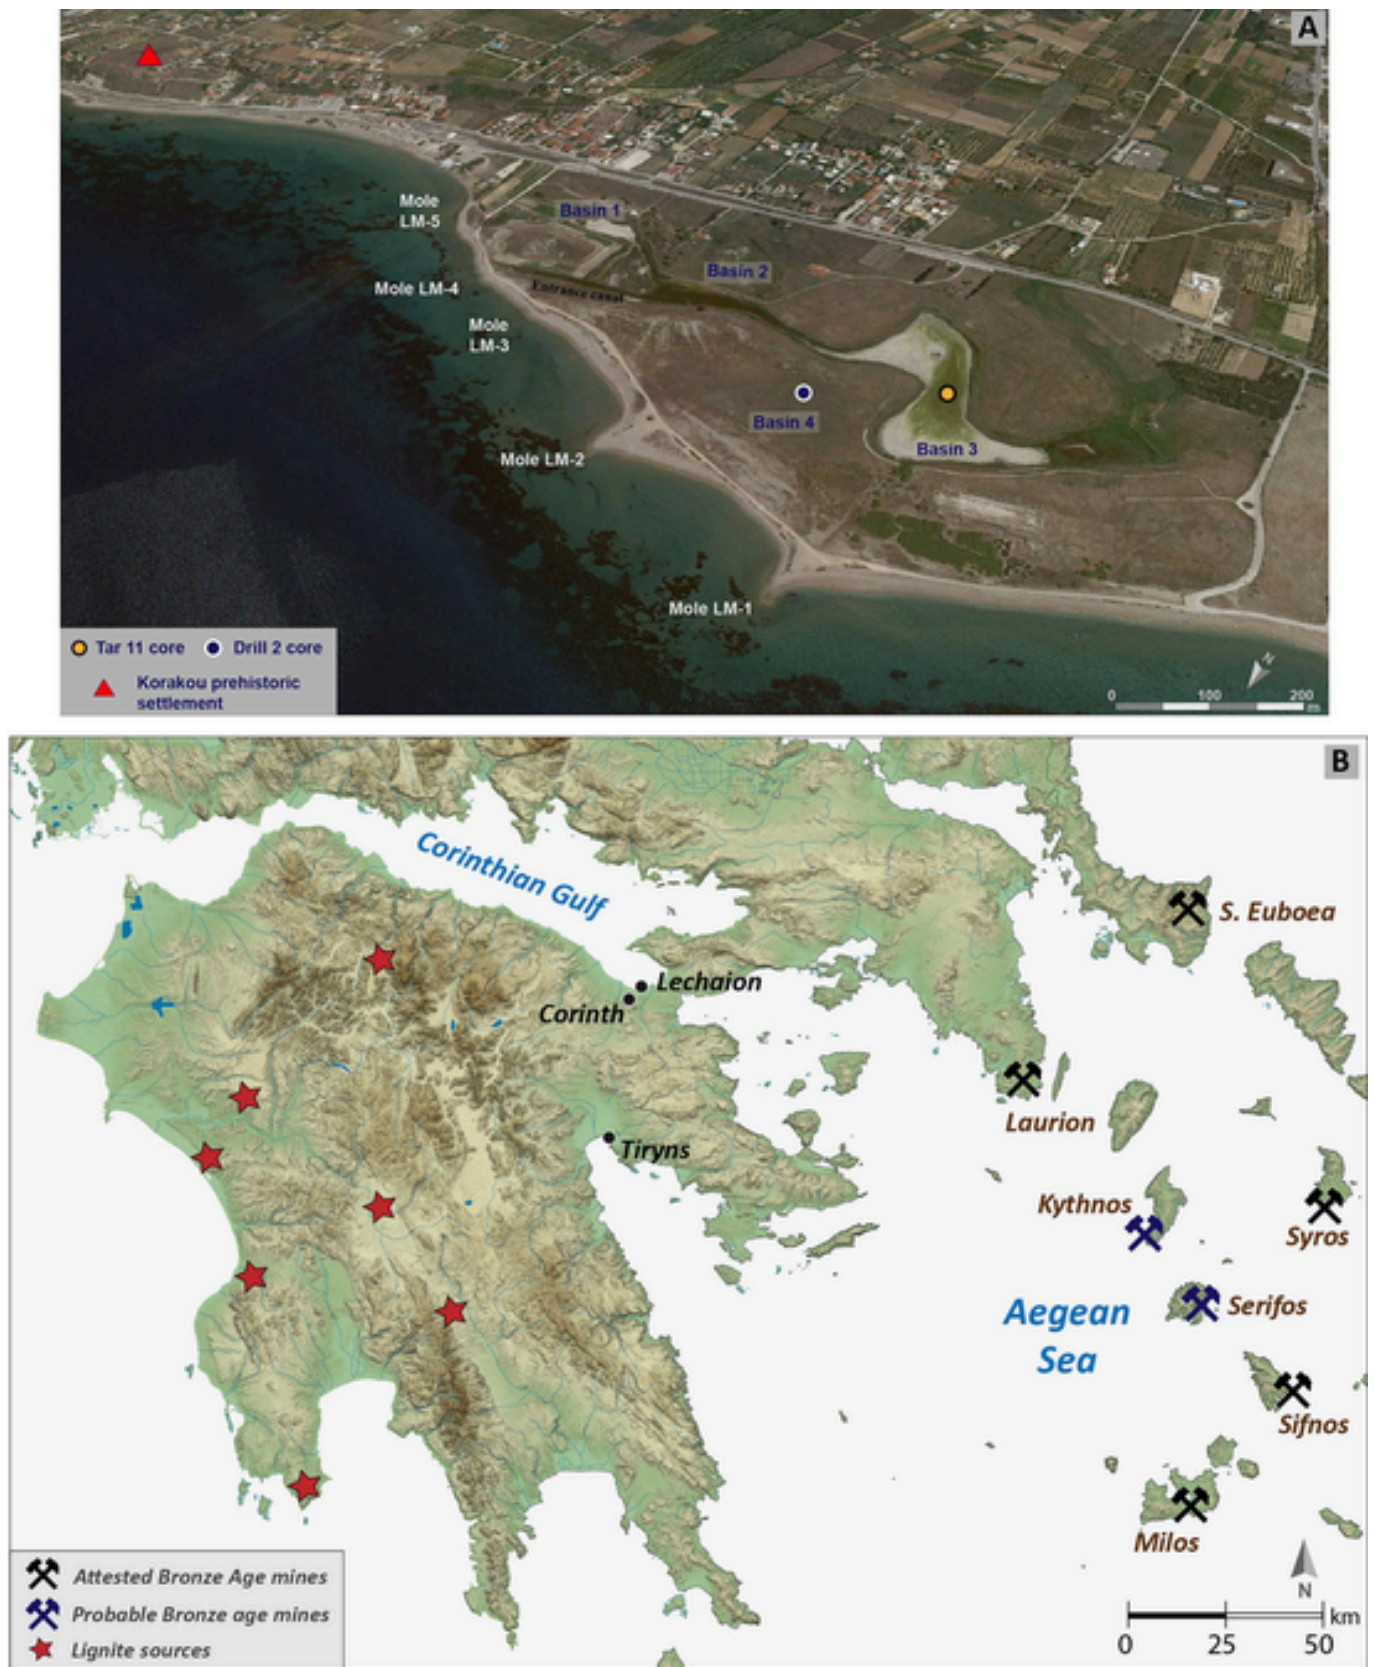 A
Mole
LM-5
Basin 1
Basin 2
Mole LM-4
Entrance canal
Mole
LM-3
Basin 4
Basin 3
Mole LM-2
Mole LM-1
Tar 11 core
Drill 2 core
Korakou prehistoric
settlement
N
0 100 200
m
B
Corinthian Gulf
S. Euboea
Lechaion
Corinth
Laurion
Tiryns
Kythnos
Syros
Aegean
Sea
Serifos
Sifnos
Milos
Attested Bronze Age mines
Probable Bronze age mines
Lignite sources
N
km
0 25 50